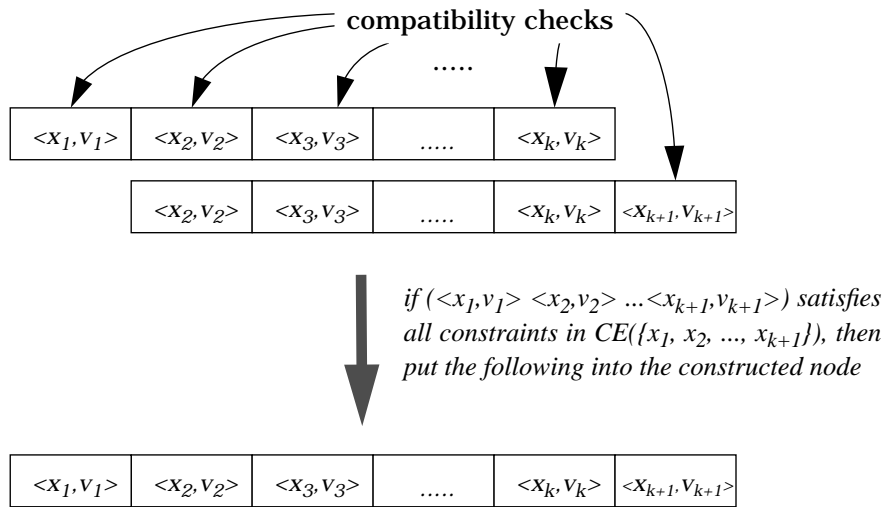 compatibility checks
.....
<x₁,v₁> <x₂,v₂> <x₃,v₃> ..... <xₖ,vₖ>
<x₂,v₂> <x₃,v₃> ..... <xₖ,vₖ> <xₖ₊₁,vₖ₊₁>
if (<x₁,v₁> <x₂,v₂> ...<xₖ₊₁,vₖ₊₁>) satisfies
all constraints in CE({x₁, x₂, ..., xₖ₊₁}), then
put the following into the constructed node
<x₁,v₁> <x₂,v₂> <x₃,v₃> ..... <xₖ,vₖ> <xₖ₊₁,vₖ₊₁>